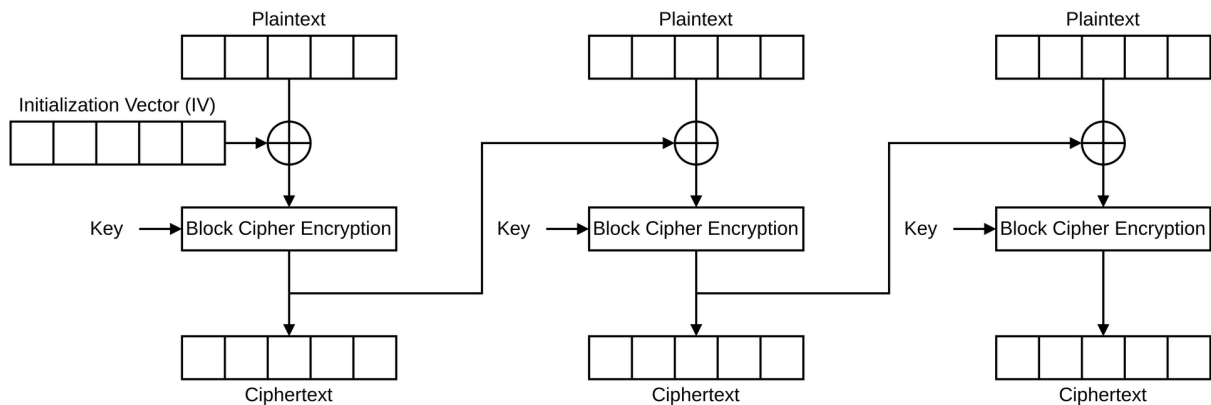 Plaintext
Plaintext
Plaintext
Initialization Vector (IV)
Key
Block Cipher Encryption
Key
Block Cipher Encryption
Key
Block Cipher Encryption
Ciphertext
Ciphertext
Ciphertext